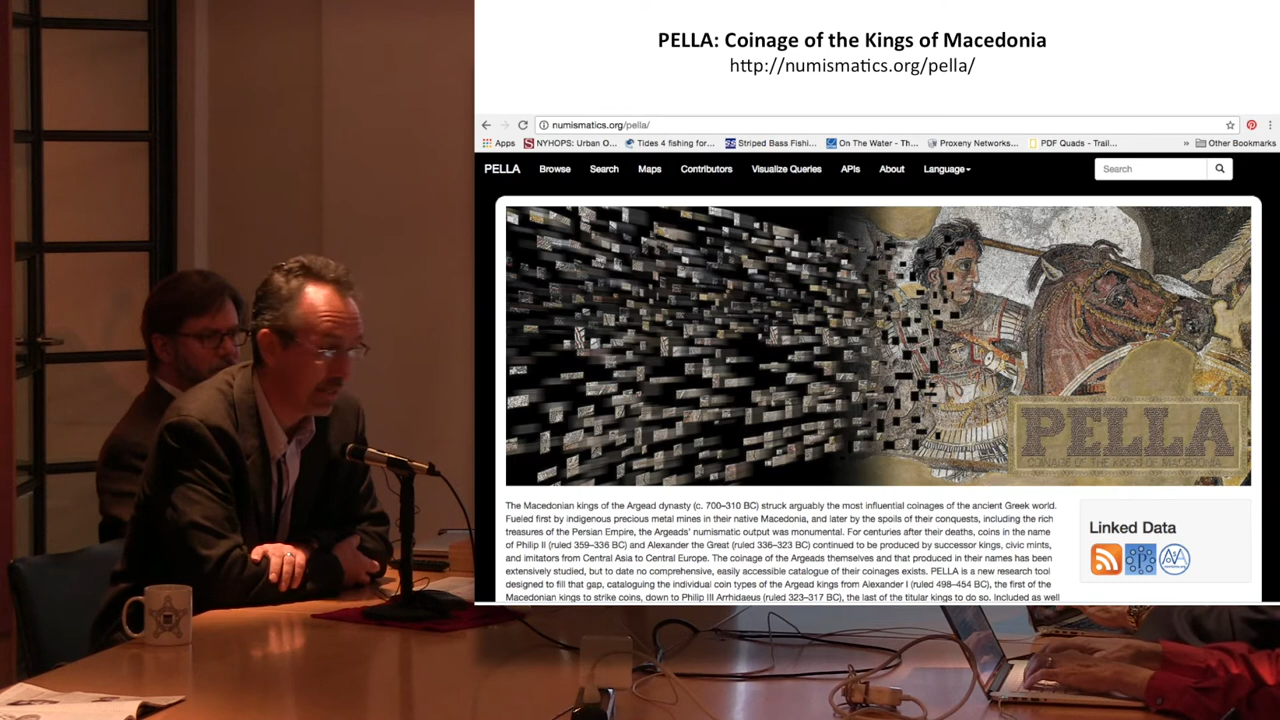 PELLA: Coinage of the Kings of Macedonia
http://numismatics.org/pella/
numismatics.org/pella/
Apps NYHOPS: Urban O... Tides 4 fishing for... Striped Bass Fishi... On The Water - Th... Proxeny Networks... PDF Quads - Trail... » Other Bookmarks
PELLA Browse Search Maps Contributors Visualize Queries APIs About Language Search
PELLA
COINAGE OF THE KINGS OF MACEDONIA
The Macedonian kings of the Argead dynasty (c. 700–310 BC) struck arguably the most influential coinages of the ancient Greek world.
Fueled first by indigenous precious metal mines in their native Macedonia, and later by the spoils of their conquests, including the rich
treasures of the Persian Empire, the Argeads' numismatic output was monumental. For centuries after their deaths, coins in the name
of Philip II (ruled 359–336 BC) and Alexander the Great (ruled 336–323 BC) continued to be produced by successor kings, civic mints,
and imitators from Central Asia to Central Europe. The coinage of the Argeads themselves and that produced in their names has been
extensively studied, but to date no comprehensive, easily accessible catalogue of their coinages exists. PELLA is a new research tool
designed to fill that gap, cataloguing the individual coin types of the Argead kings from Alexander I (ruled 498–454 BC), the first of the
Macedonian kings to strike coins, down to Philip III Arrhidaeus (ruled 323–317 BC), the last of the titular kings to do so. Included as well
Linked Data